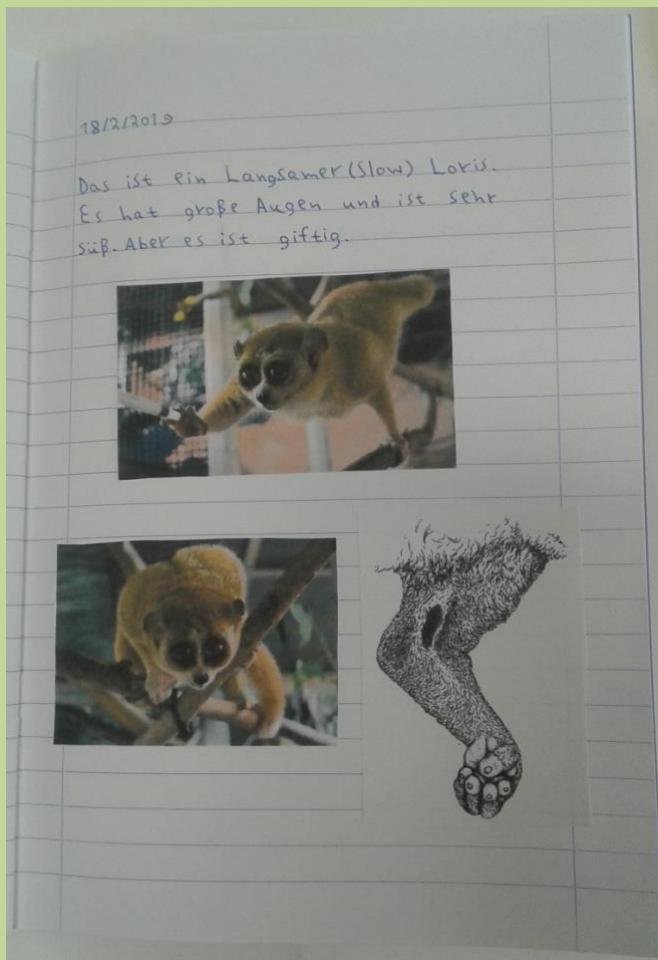 18/2/2019
Das ist ein Langsamer (Slow) Loris.
Es hat große Augen und ist sehr
süß. Aber es ist giftig.